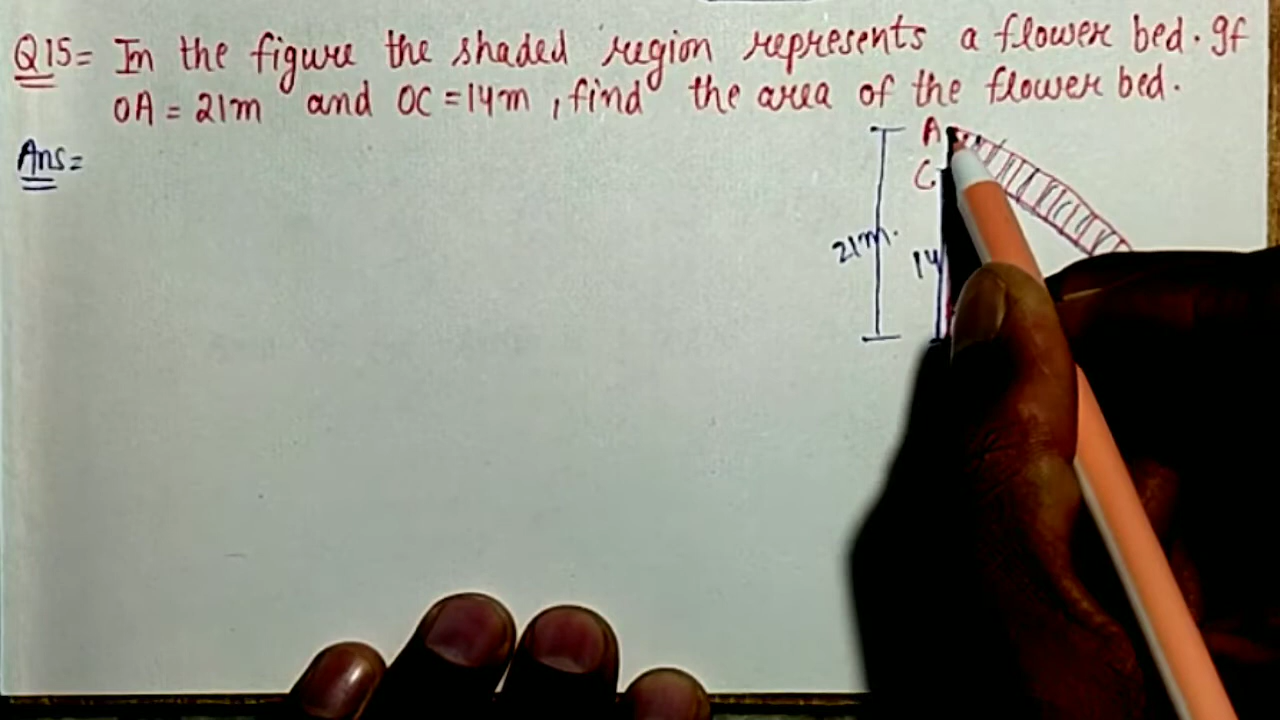 Q15= In the figure the shaded region represents a flower bed. If
OA = 21m and OC = 14m, find the area of the flower bed.
Ans=
A
C
21m.
14